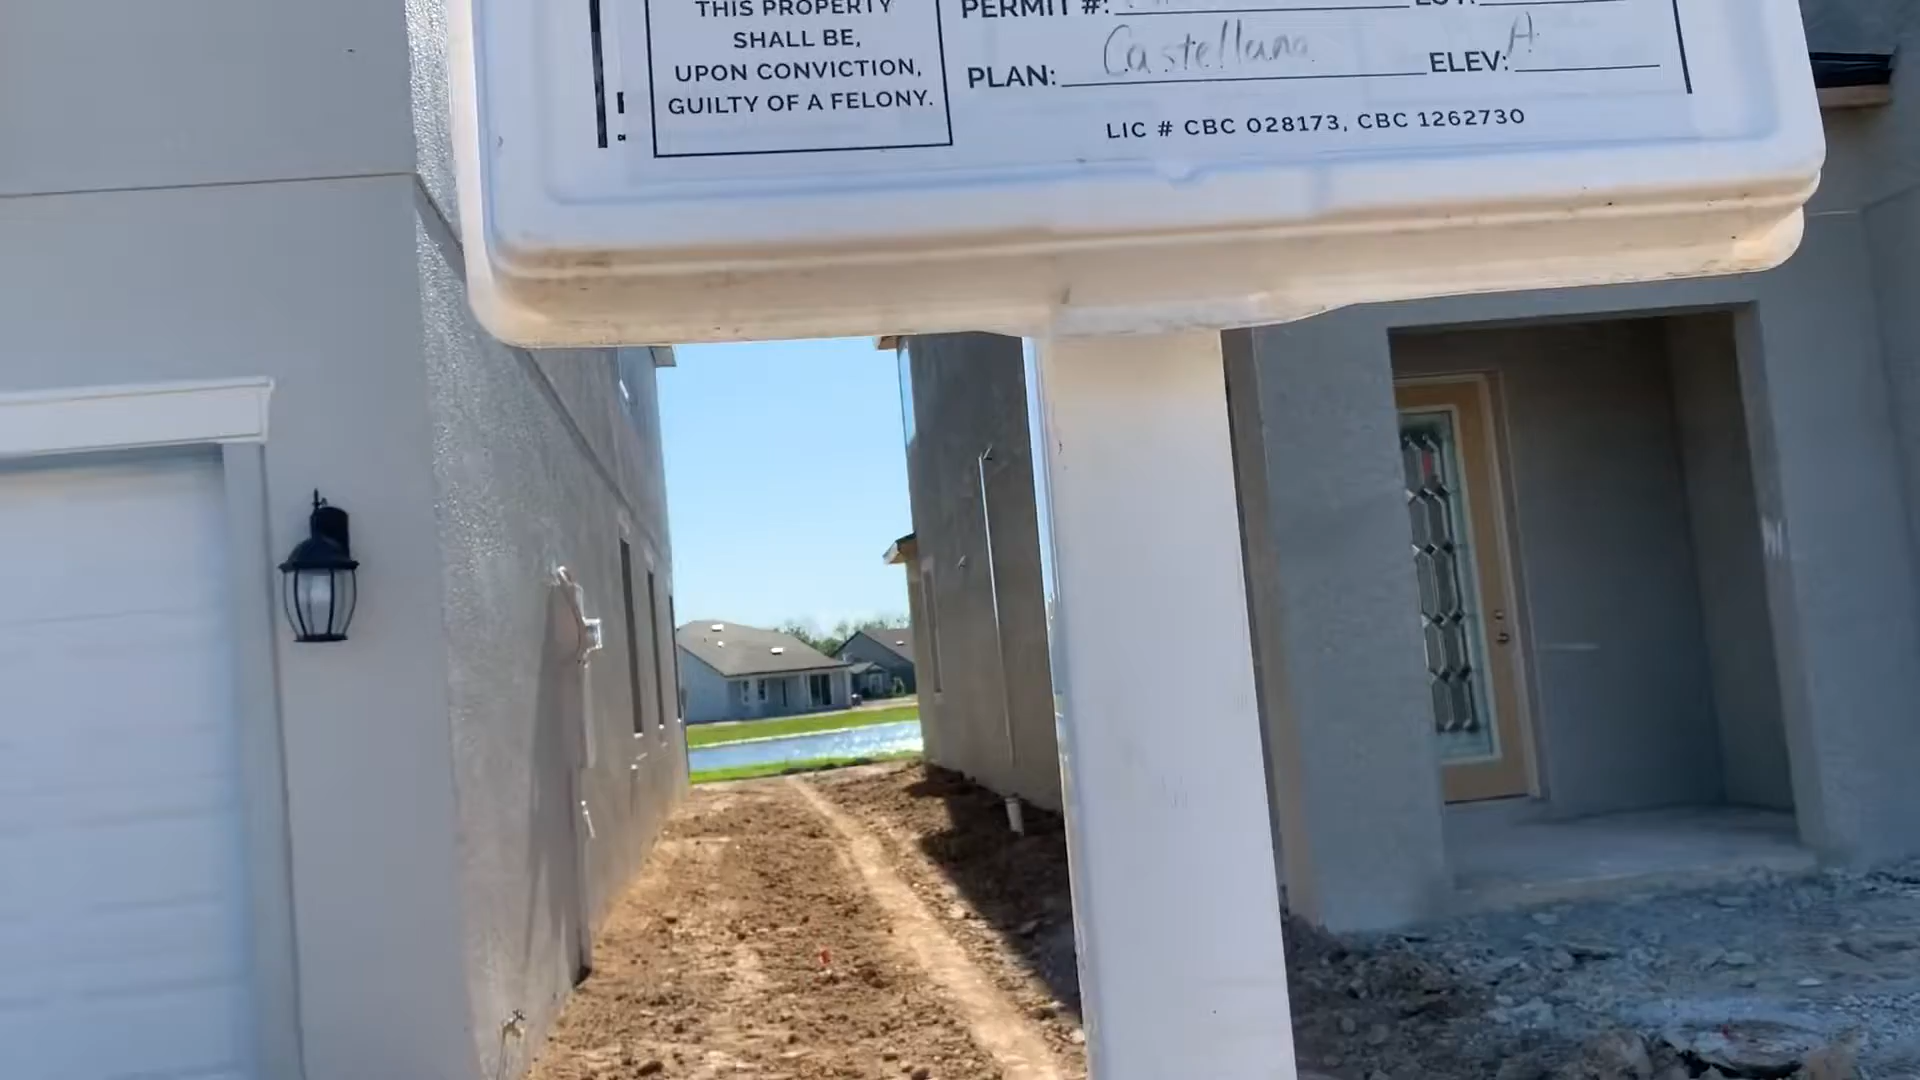 THIS PROPERTY
SHALL BE,
UPON CONVICTION,
GUILTY OF A FELONY.
PERMIT #:
PLAN: Castellana ELEV: A
LIC # CBC 028173, CBC 1262730